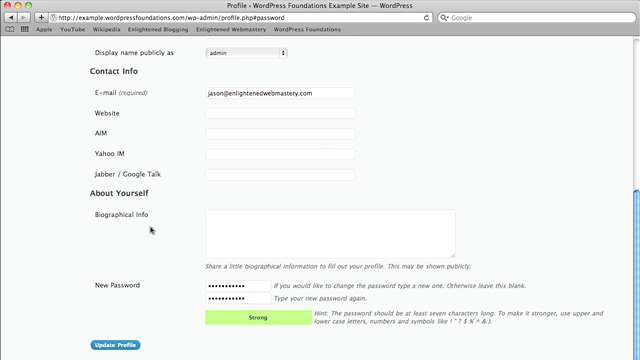 Profile ‹ WordPress Foundations Example Site — WordPress
http://example.wordpressfoundations.com/wp-admin/profile.php#password
Google
Apple YouTube Wikipedia Enlightened Blogging Enlightened Webmastery WordPress Foundations
Display name publicly as admin
Contact Info
E-mail (required) jason@enlightenedwebmastery.com
Website
AIM
Yahoo IM
Jabber / Google Talk
About Yourself
Biographical Info
Share a little biographical information to fill out your profile. This may be shown publicly.
New Password ••••••••••• If you would like to change the password type a new one. Otherwise leave this blank.
••••••••••• Type your new password again.
Strong Hint: The password should be at least seven characters long. To make it stronger, use upper and
lower case letters, numbers and symbols like ! " ? $ % ^ & ).
Update Profile